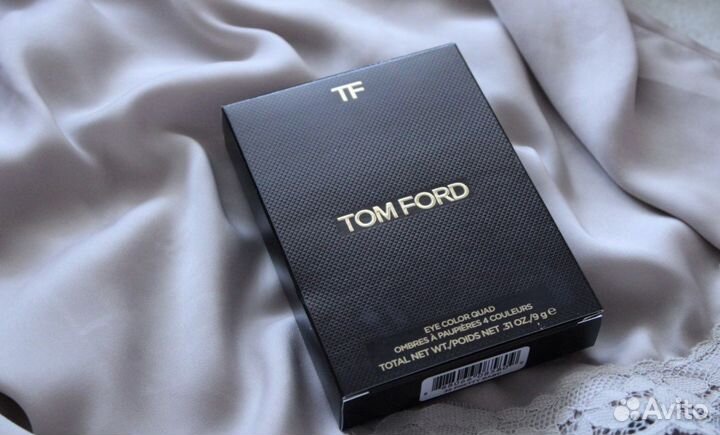 TF
TOM FORD
EYE COLOR QUAD
OMBRES À PAUPIÈRES 4 COULEURS
TOTAL NET WT./POIDS NET .31 OZ./9 g ℮
Avito